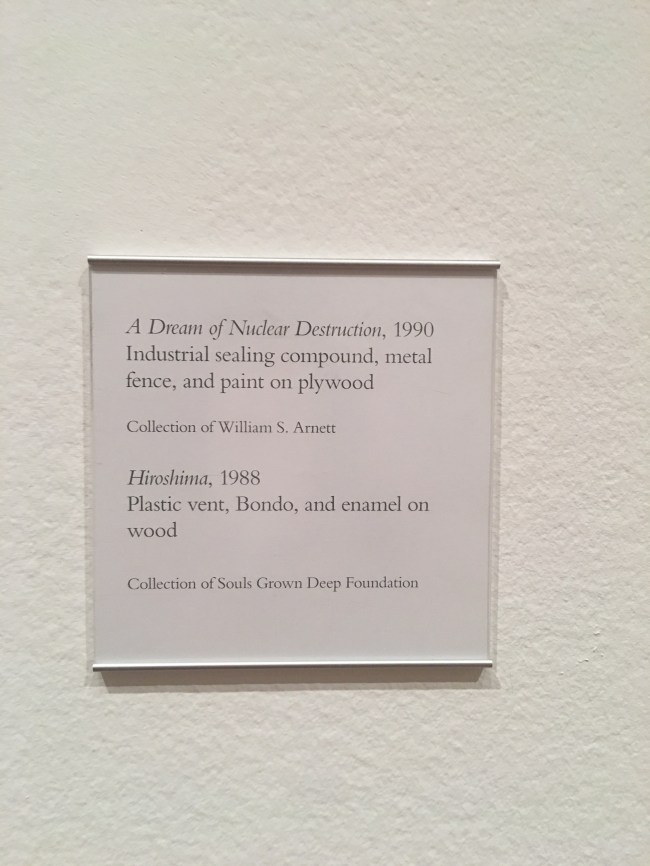 A Dream of Nuclear Destruction, 1990
Industrial sealing compound, metal
fence, and paint on plywood
Collection of William S. Arnett
Hiroshima, 1988
Plastic vent, Bondo, and enamel on
wood
Collection of Souls Grown Deep Foundation